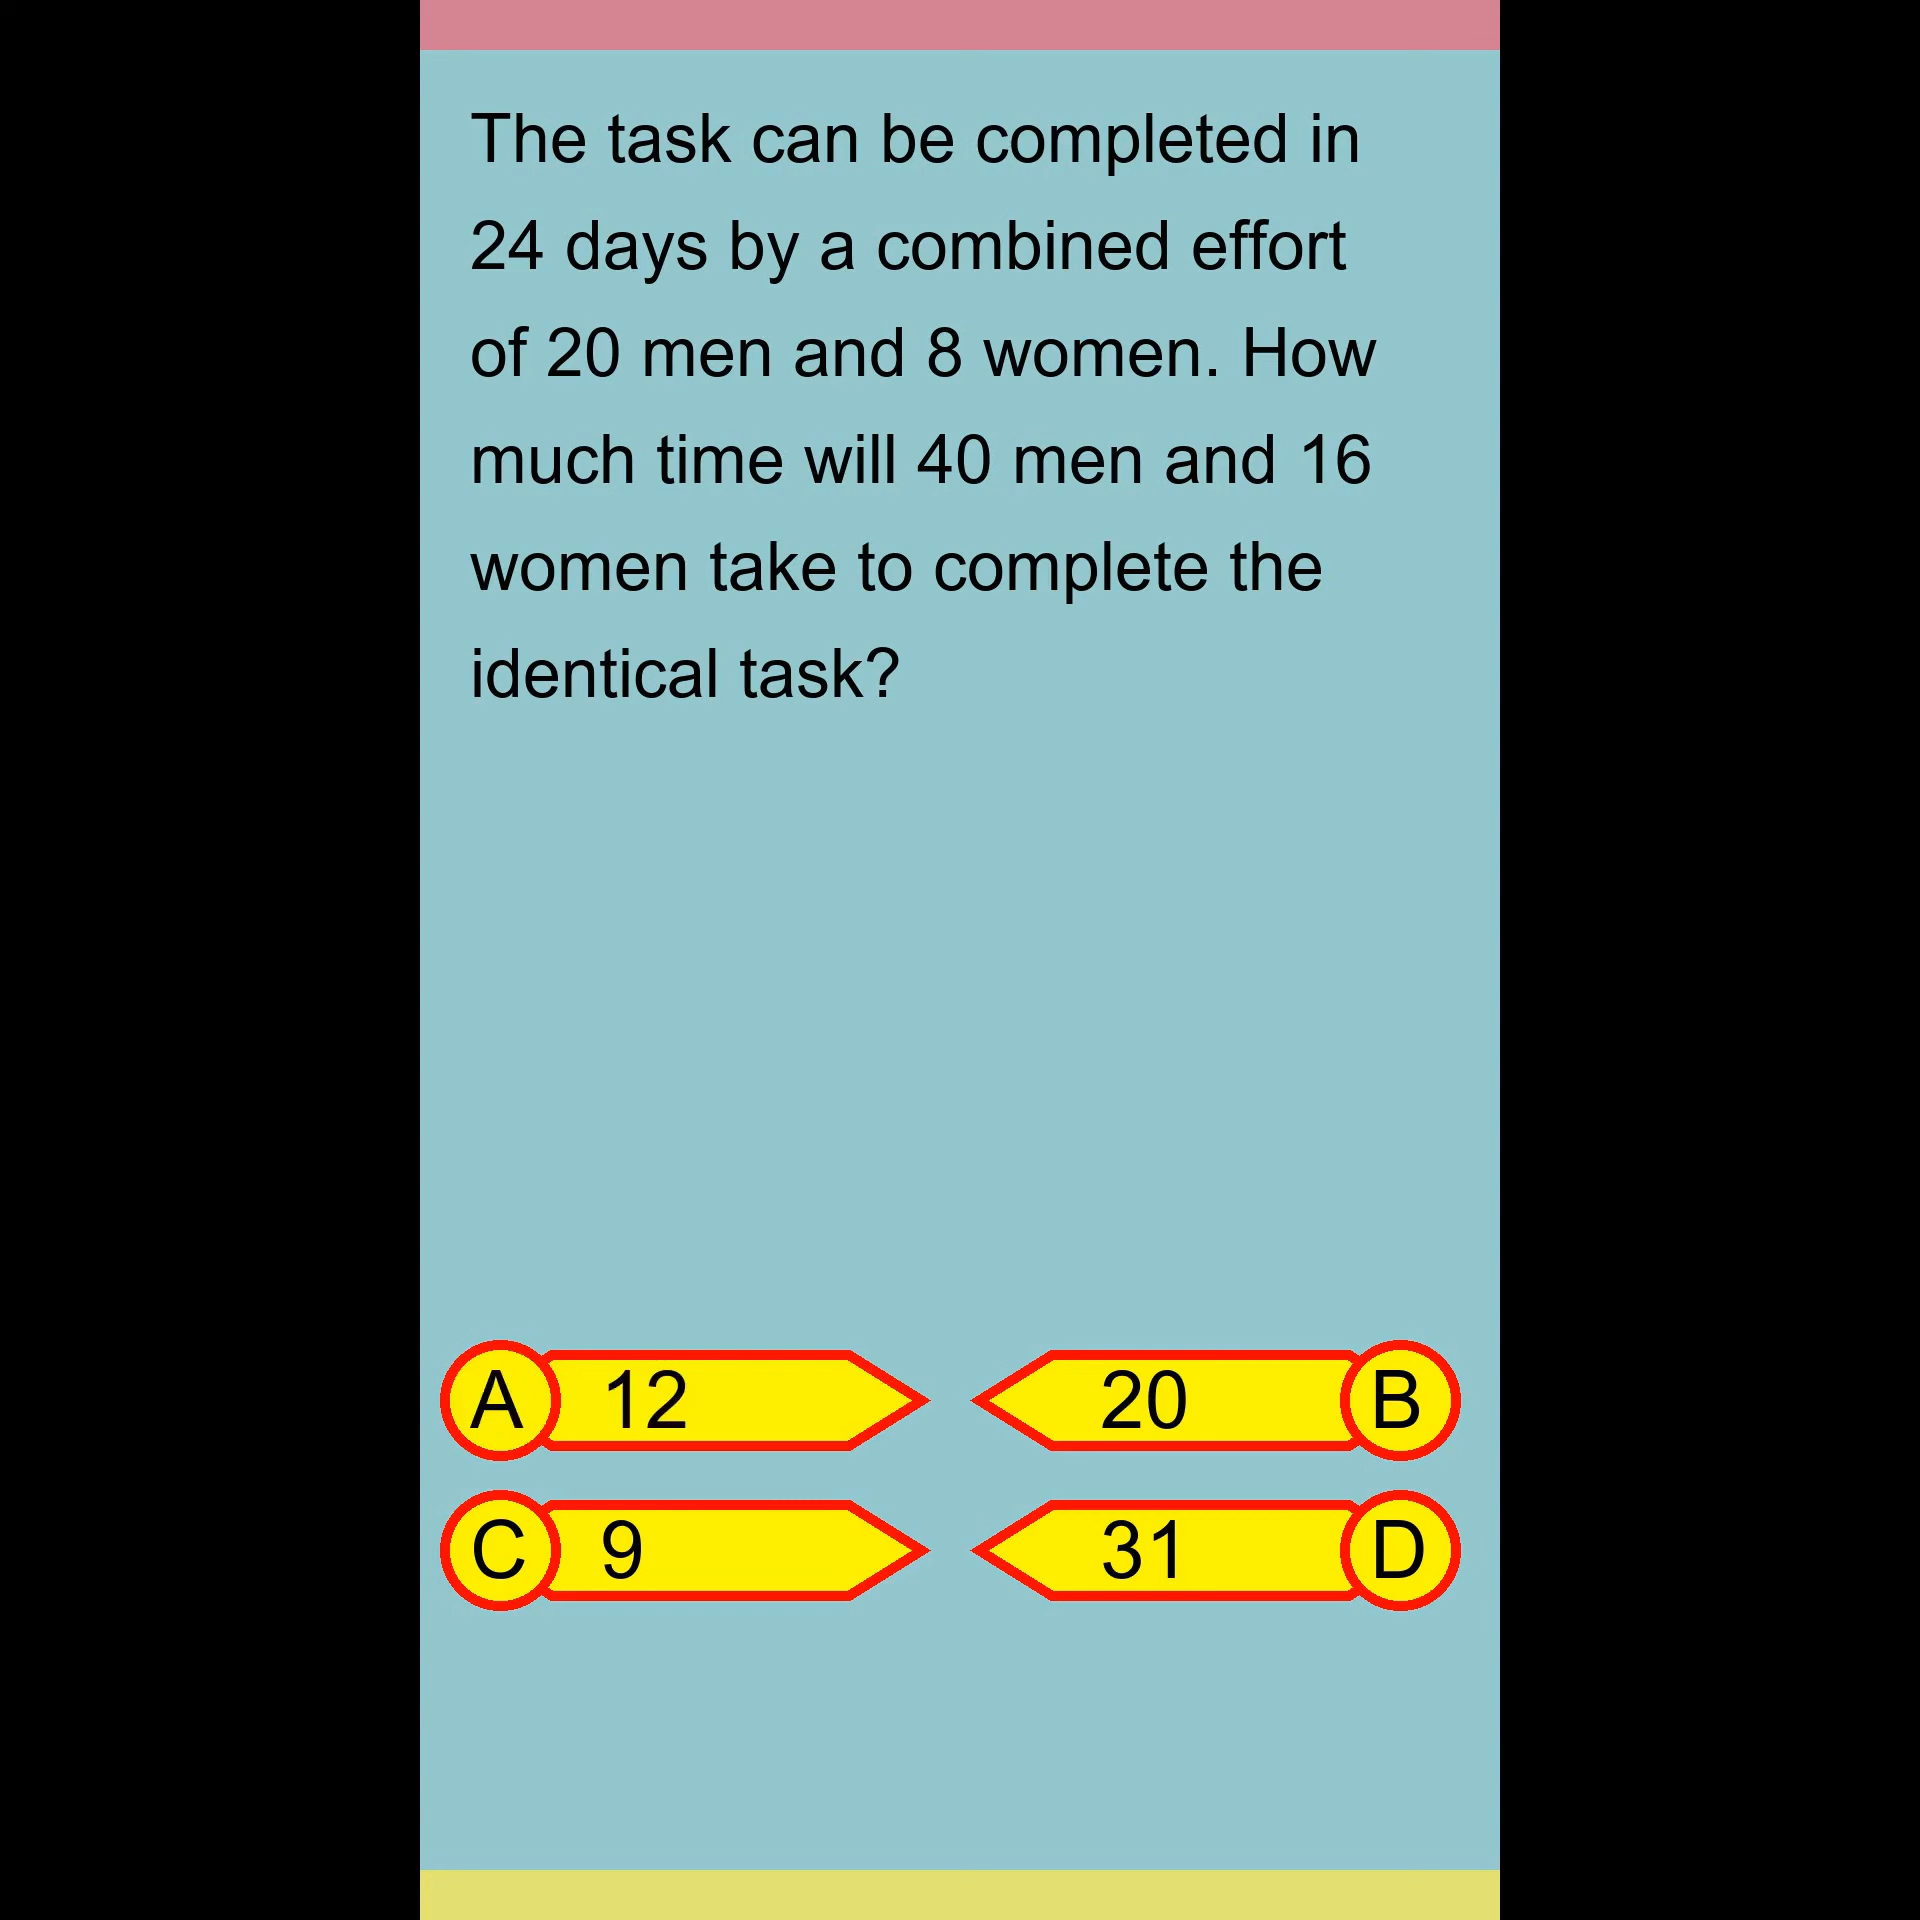 The task can be completed in
24 days by a combined effort
of 20 men and 8 women. How
much time will 40 men and 16
women take to complete the
identical task?
A 12
20 B
C 9
31 D